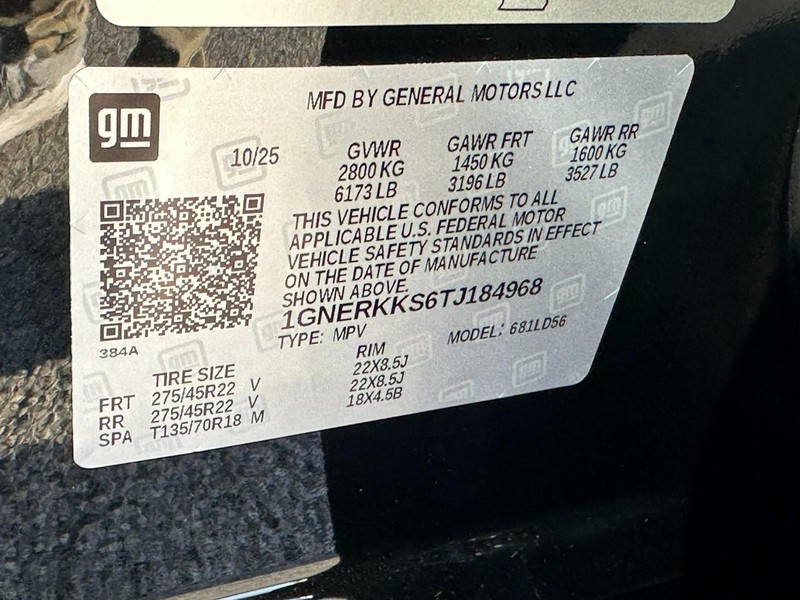 gm
MFD BY GENERAL MOTORS LLC
10/25 GVWR GAWR FRT GAWR RR
2800 KG 1450 KG 1600 KG
6173 LB 3196 LB 3527 LB
THIS VEHICLE CONFORMS TO ALL
APPLICABLE U.S. FEDERAL MOTOR
VEHICLE SAFETY STANDARDS IN EFFECT
ON THE DATE OF MANUFACTURE
SHOWN ABOVE.
1GNERKKS6TJ184968
TYPE: MPV MODEL: 681LD56
384A
TIRE SIZE RIM
FRT 275/45R22 V 22X8.5J
RR 275/45R22 V 22X8.5J
SPA T135/70R18 M 18X4.5B